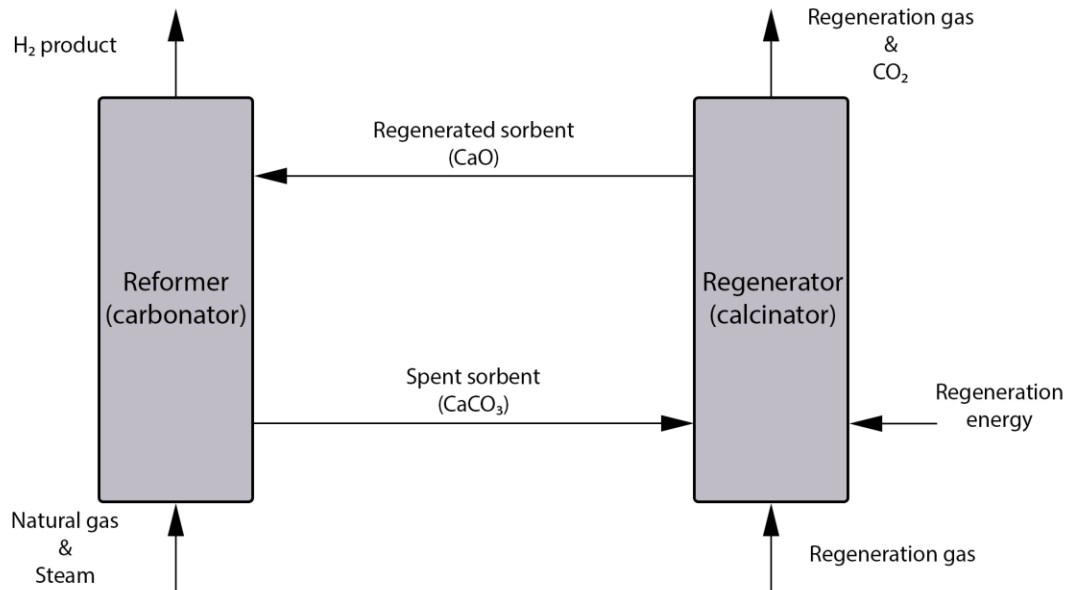 H₂ product
Regeneration gas
&
CO₂
Regenerated sorbent
(CaO)
Reformer
(carbonator)
Regenerator
(calcinator)
Spent sorbent
(CaCO₃)
Regeneration
energy
Natural gas
&
Steam
Regeneration gas